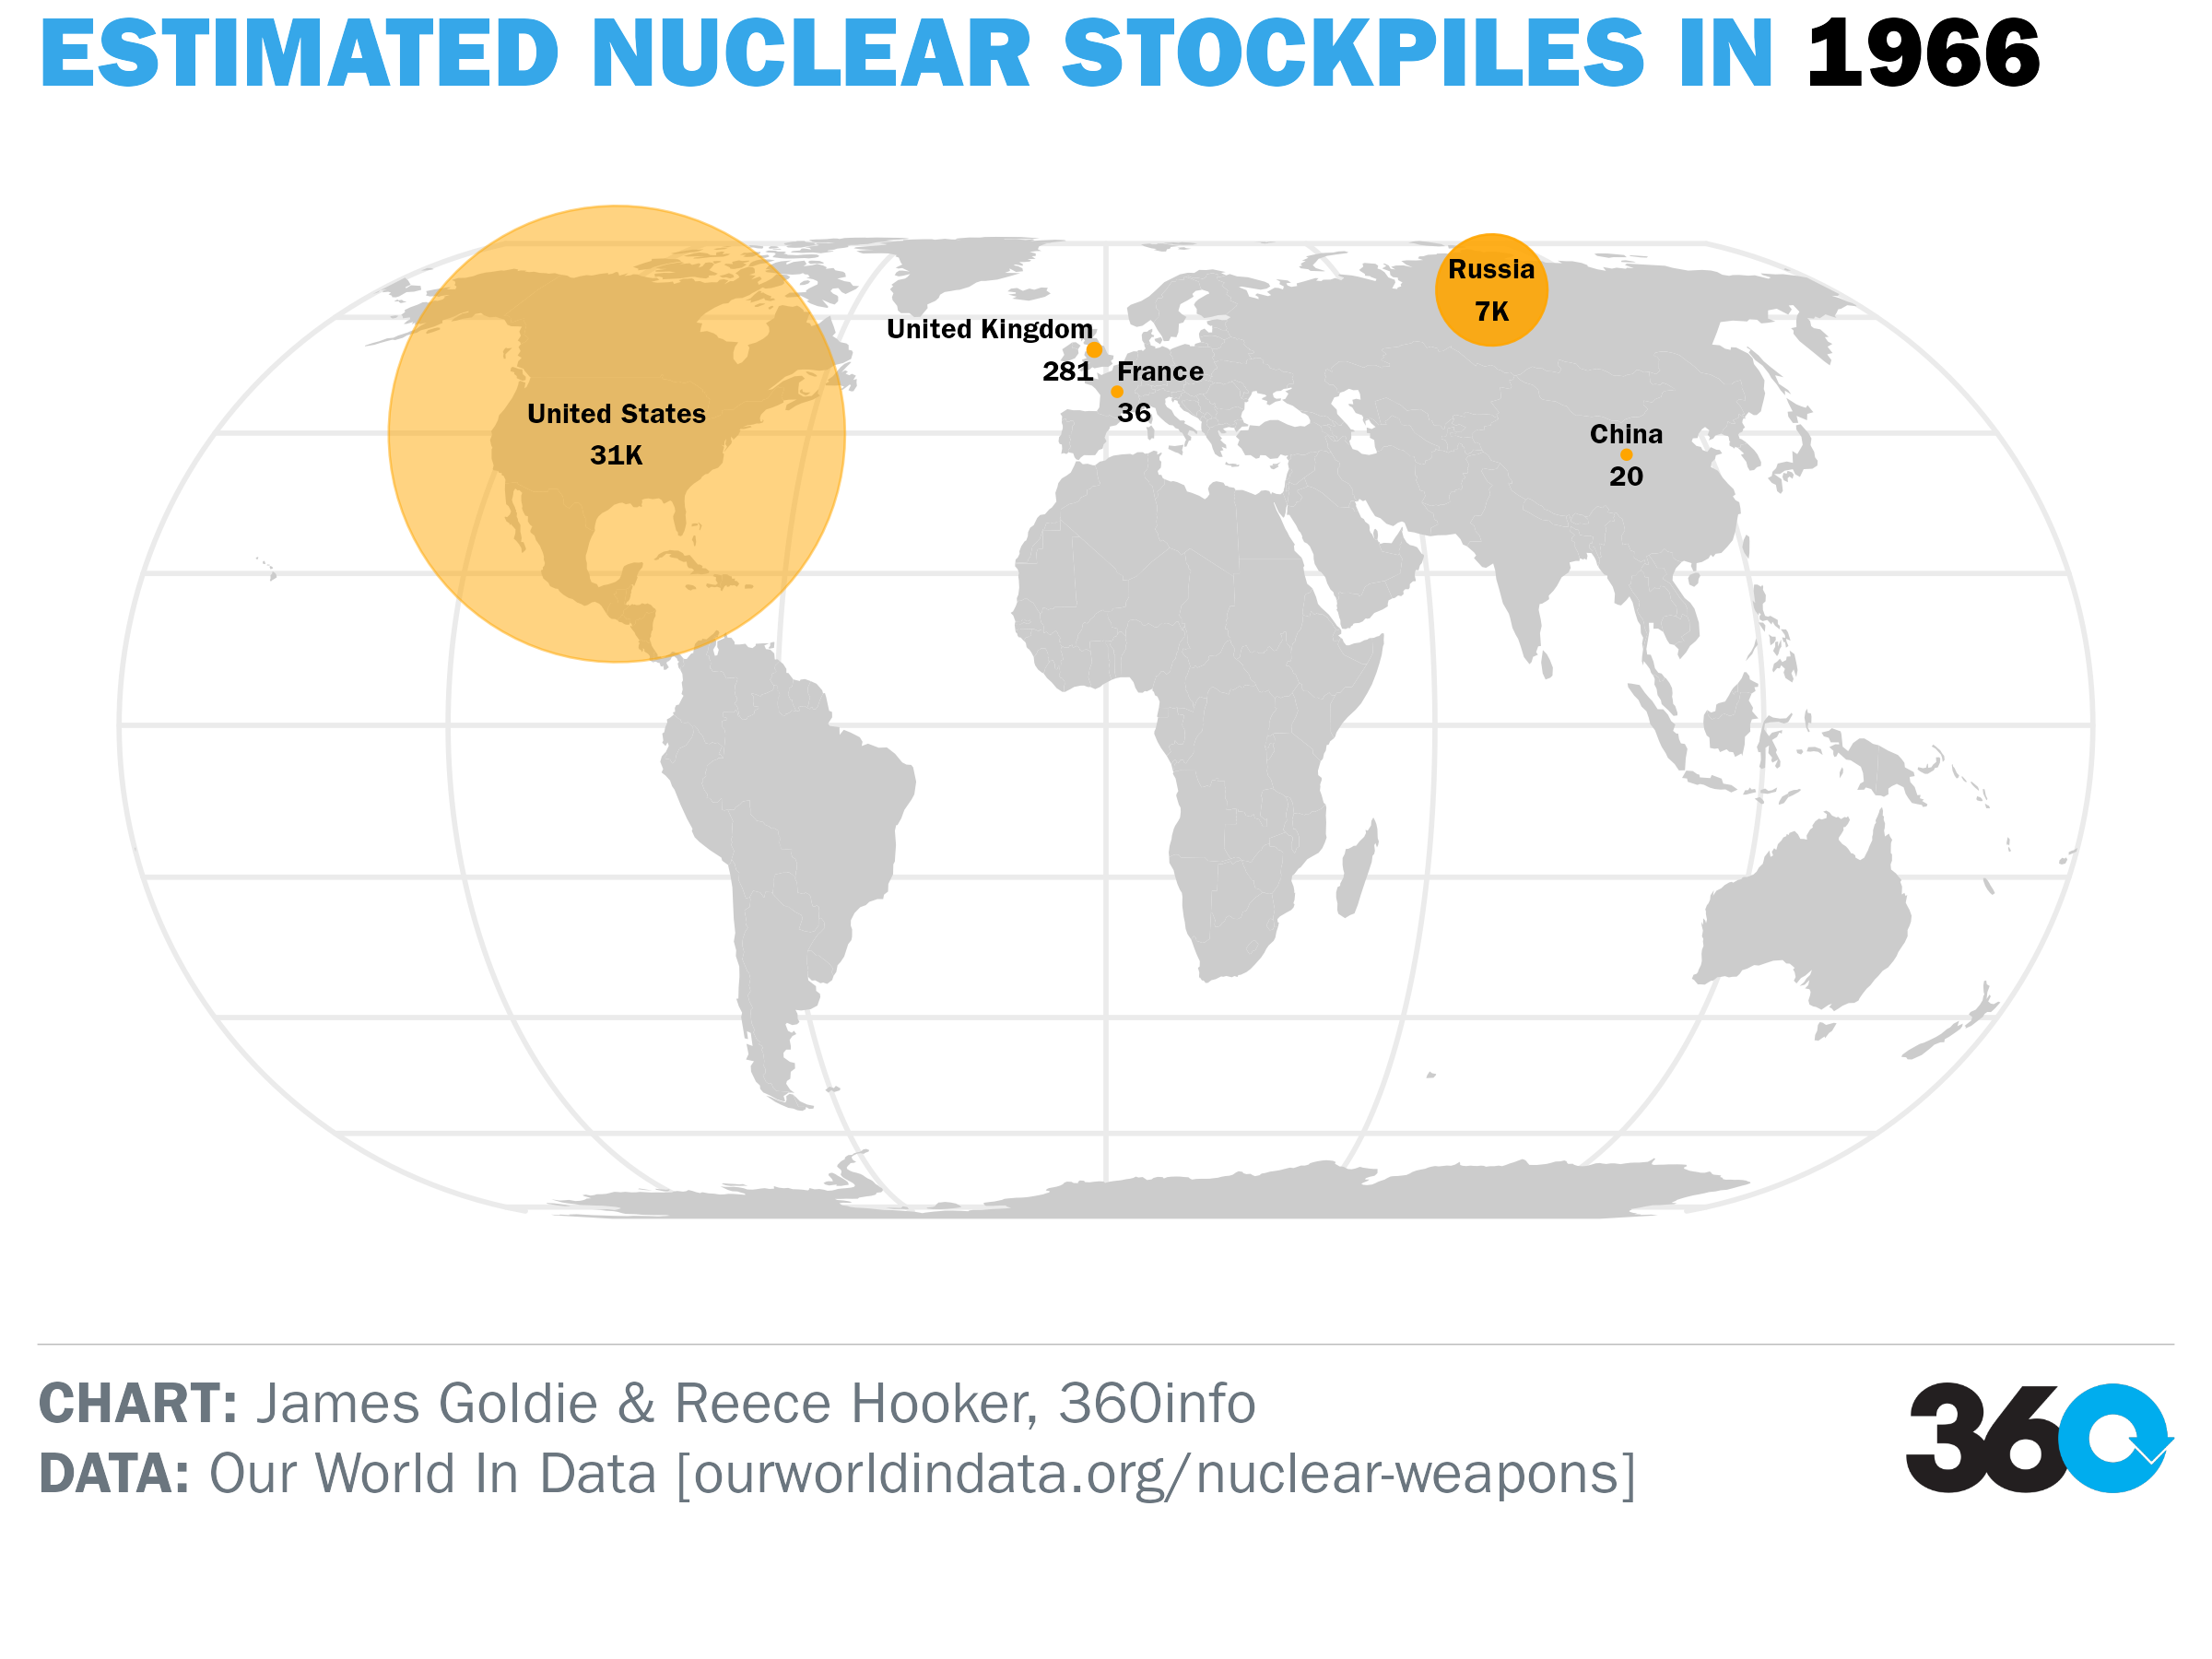 ESTIMATED NUCLEAR STOCKPILES IN 1966
Russia
7K
United Kingdom
281
France
36
United States
31K
China
20
CHART: James Goldie & Reece Hooker, 360info
DATA: Our World In Data [ourworldindata.org/nuclear-weapons]
360